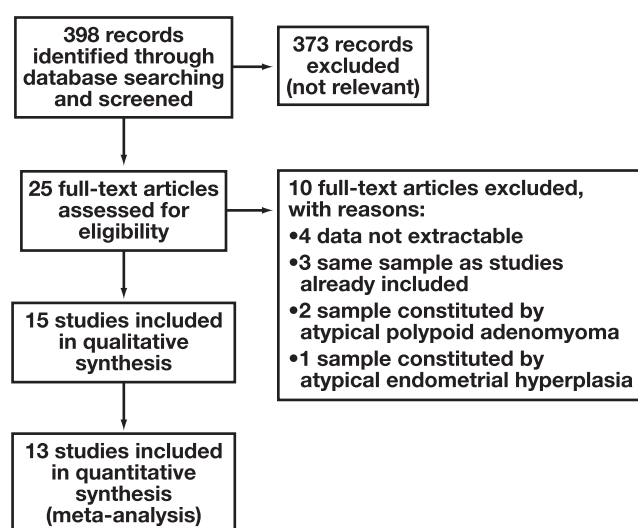 398 records
identified through
database searching
and screened
373 records
excluded
(not relevant)
25 full-text articles
assessed for
eligibility
10 full-text articles excluded,
with reasons:
•4 data not extractable
•3 same sample as studies
already included
•2 sample constituted by
atypical polypoid adenomyoma
•1 sample constituted by
atypical endometrial hyperplasia
15 studies included
in qualitative
synthesis
13 studies included
in quantitative
synthesis
(meta-analysis)